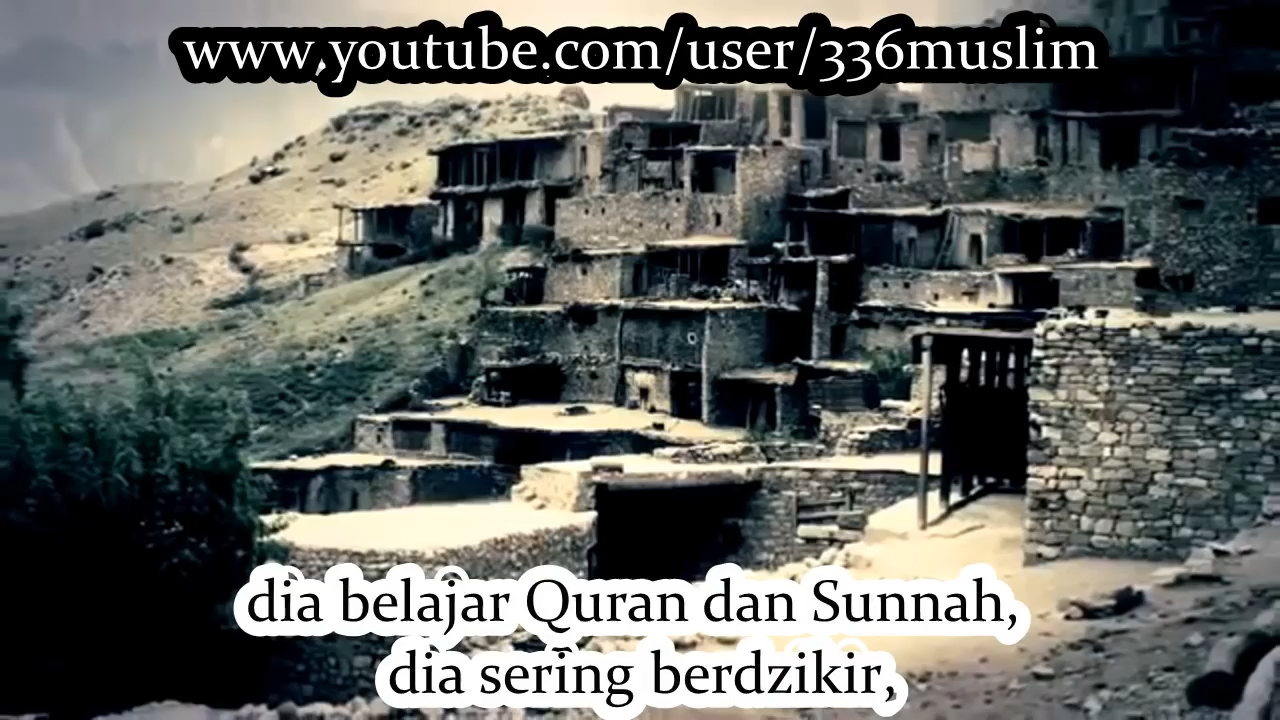 www.youtube.com/user/336muslim
dia belajar Quran dan Sunnah,
dia sering berdzikir,